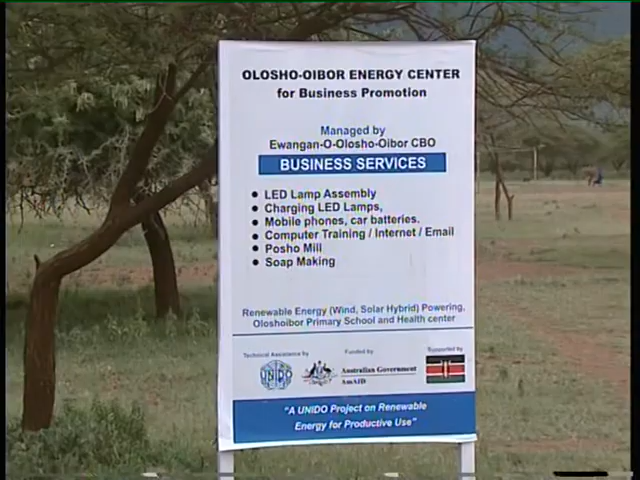 OLOSHO-OIBOR ENERGY CENTER
for Business Promotion
Managed by
Ewangan-O-Olosho-Oibor CBO
BUSINESS SERVICES
• LED Lamp Assembly
• Charging LED Lamps,
• Mobile phones, car batteries.
• Computer Training / Internet / Email
• Posho Mill
• Soap Making
Renewable Energy (Wind, Solar Hybrid) Powering,
Oloshoibor Primary School and Health center
Technical Assistance by Funded by Supported by
UNIDO Australian Government
AusAID
"A UNIDO Project on Renewable
Energy for Productive Use"